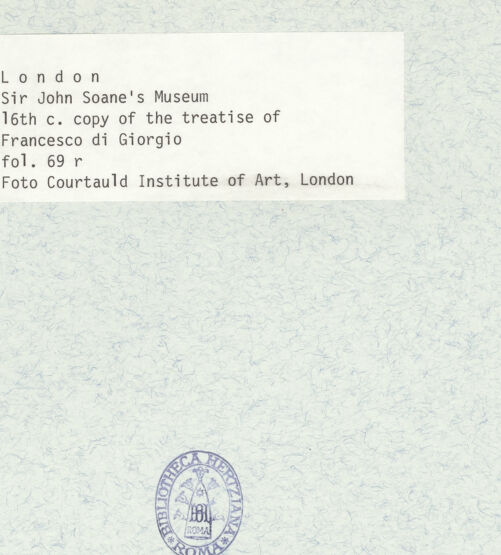 L o n d o n
Sir John Soane's Museum
16th c. copy of the treatise of
Francesco di Giorgio
fol. 69 r
Foto Courtauld Institute of Art, London
BIBLIOTHECA HERTZIANA
ROMA
ROMA